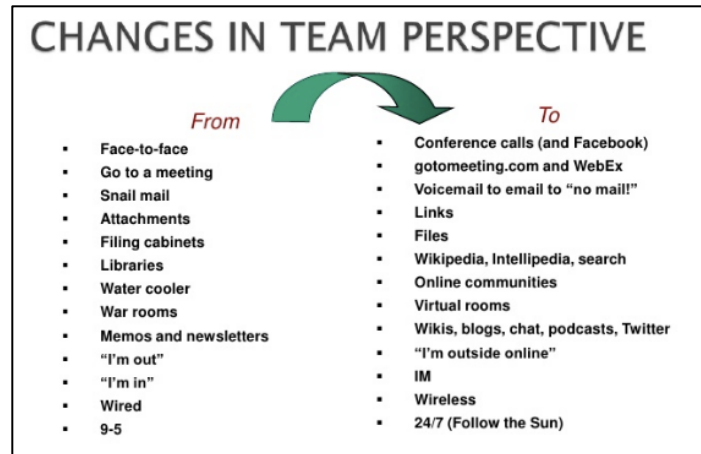 CHANGES IN TEAM PERSPECTIVE
From
▪ Face-to-face
▪ Go to a meeting
▪ Snail mail
▪ Attachments
▪ Filing cabinets
▪ Libraries
▪ Water cooler
▪ War rooms
▪ Memos and newsletters
▪ “I’m out”
▪ “I’m in”
▪ Wired
▪ 9-5
To
▪ Conference calls (and Facebook)
▪ gotomeeting.com and WebEx
▪ Voicemail to email to “no mail!”
▪ Links
▪ Files
▪ Wikipedia, Intellipedia, search
▪ Online communities
▪ Virtual rooms
▪ Wikis, blogs, chat, podcasts, Twitter
▪ “I’m outside online”
▪ IM
▪ Wireless
▪ 24/7 (Follow the Sun)